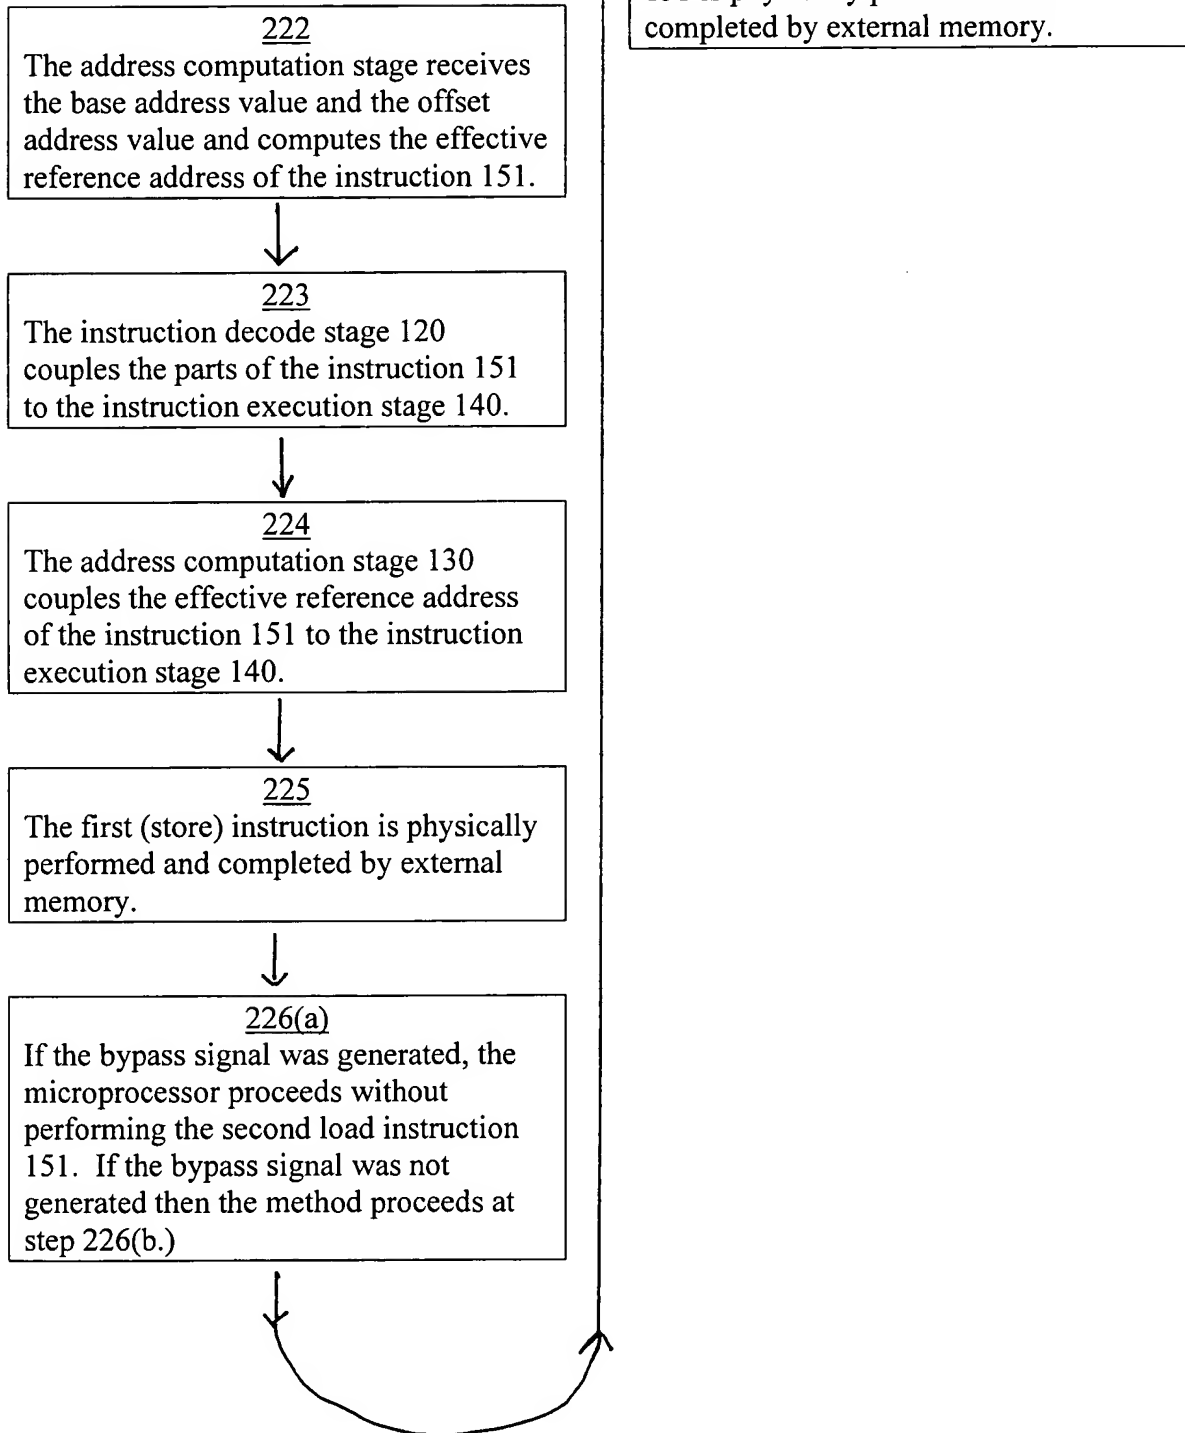 222
The address computation stage receives
the base address value and the offset
address value and computes the effective
reference address of the instruction 151.
223
The instruction decode stage 120
couples the parts of the instruction 151
to the instruction execution stage 140.
224
The address computation stage 130
couples the effective reference address
of the instruction 151 to the instruction
execution stage 140.
225
The first (store) instruction is physically
performed and completed by external
memory.
226(a)
If the bypass signal was generated, the
microprocessor proceeds without
performing the second load instruction
151. If the bypass signal was not
generated then the method proceeds at
step 226(b.)
completed by external memory.